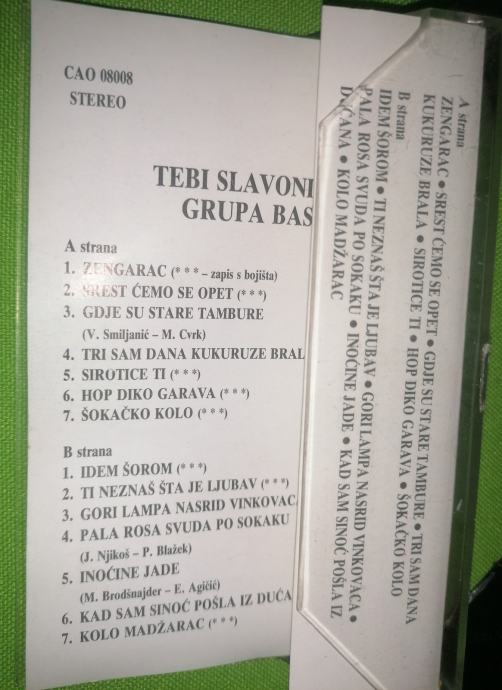 CAO 08008
STEREO
TEBI SLAVONI
GRUPA BAS
A strana
1. ZENGARAC (* * * – zapis s bojišta)
2. SREST ĆEMO SE OPET (* * *)
3. GDJE SU STARE TAMBURE
(V. Smiljanić – M. Cvrk)
4. TRI SAM DANA KUKURUZE BRAL
5. SIROTICE TI (* * *)
6. HOP DIKO GARAVA (* * *)
7. ŠOKAČKO KOLO (* * *)
B strana
1. IDEM ŠOROM (* * *)
2. TI NEZNAŠ ŠTA JE LJUBAV (* * *)
3. GORI LAMPA NASRID VINKOVAC
4. PALA ROSA SVUDA PO SOKAKU
(J. Njikoš – P. Blažek)
5. INOĆINE JADE
(M. Brodšnajder – E. Agičić)
6. KAD SAM SINOĆ POŠLA IZ DUĆA
7. KOLO MADŽARAC (* * *)
A strana
ZENGARAC • SREST ĆEMO SE OPET • GDJE SU STARE TAMBURE • TRI SAM DANA
KUKURUZE BRALA • SIROTICE TI • HOP DIKO GARAVA • ŠOKAČKO KOLO
B strana
IDEM ŠOROM • TI NEZNAŠ ŠTA JE LJUBAV • GORI LAMPA NASRID VINKOVACA •
PALA ROSA SVUDA PO SOKAKU • INOĆINE JADE • KAD SAM SINOĆ POŠLA IZ
DUĆANA • KOLO MADŽARAC